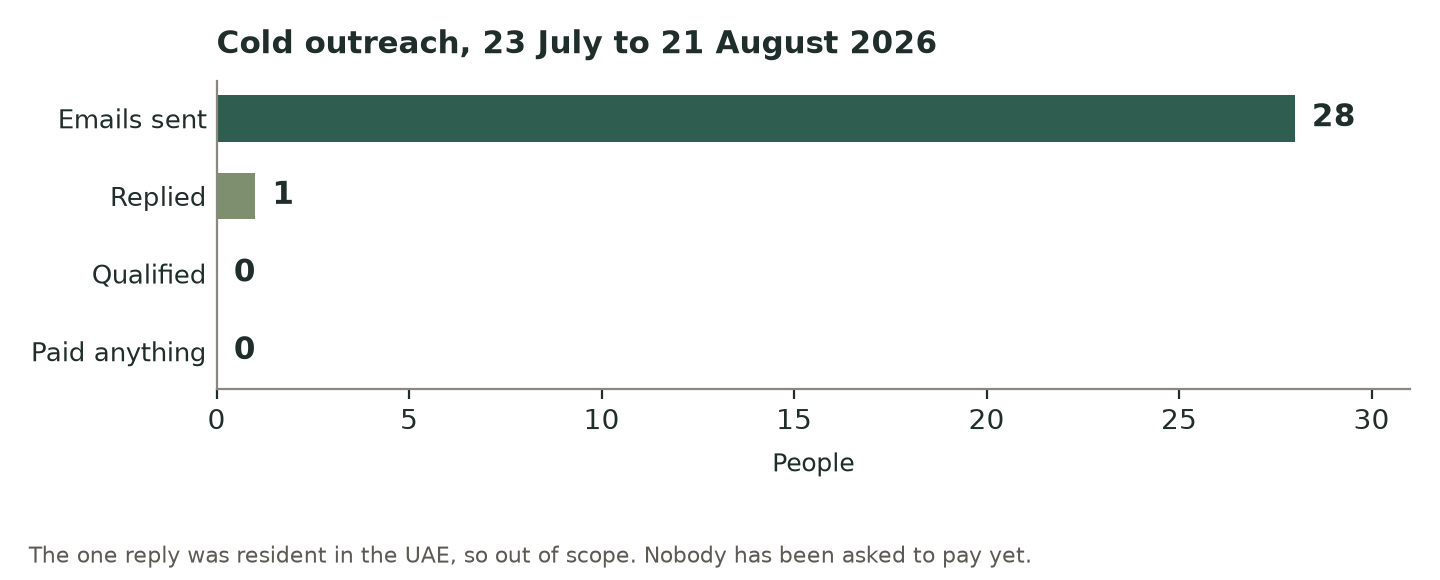 Cold outreach, 23 July to 21 August 2026
Emails sent 28
Replied 1
Qualified 0
Paid anything 0
0 5 10 15 20 25 30
People
The one reply was resident in the UAE, so out of scope. Nobody has been asked to pay yet.